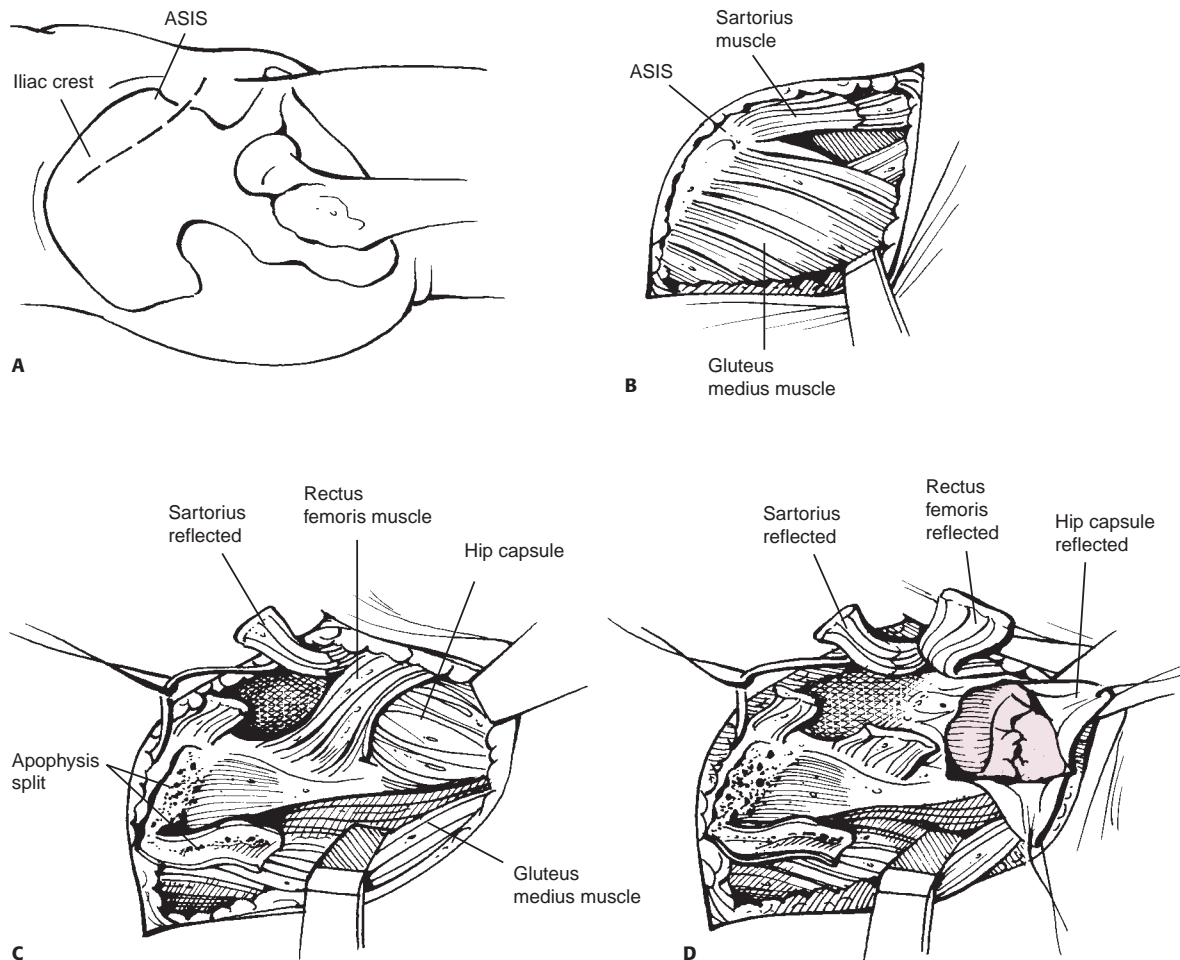 ASIS
Iliac crest
A
Sartorius
muscle
ASIS
Gluteus
medius muscle
B
Sartorius
reflected
Rectus
femoris muscle
Hip capsule
Apophysis
split
Gluteus
medius muscle
C
Sartorius
reflected
Rectus
femoris
reflected
Hip capsule
reflected
D